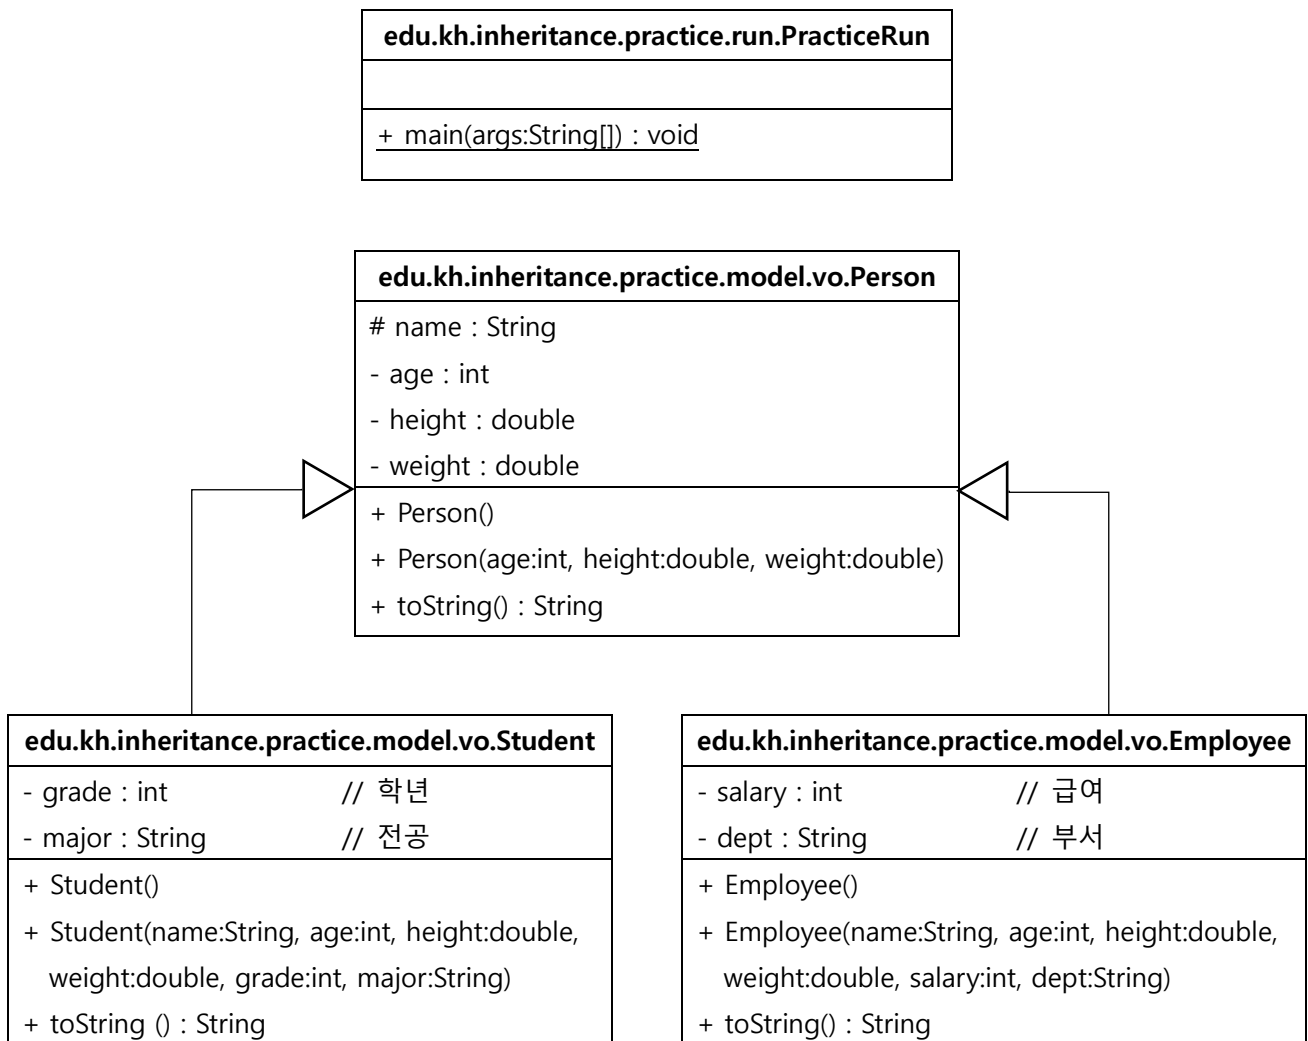 edu.kh.inheritance.practice.run.PracticeRun
+ main(args:String[]) : void
edu.kh.inheritance.practice.model.vo.Person
# name : String
- age : int
- height : double
- weight : double
+ Person()
+ Person(age:int, height:double, weight:double)
+ toString() : String
edu.kh.inheritance.practice.model.vo.Student
- grade : int // 학년
- major : String // 전공
+ Student()
+ Student(name:String, age:int, height:double,
weight:double, grade:int, major:String)
+ toString () : String
edu.kh.inheritance.practice.model.vo.Employee
- salary : int // 급여
- dept : String // 부서
+ Employee()
+ Employee(name:String, age:int, height:double,
weight:double, salary:int, dept:String)
+ toString() : String